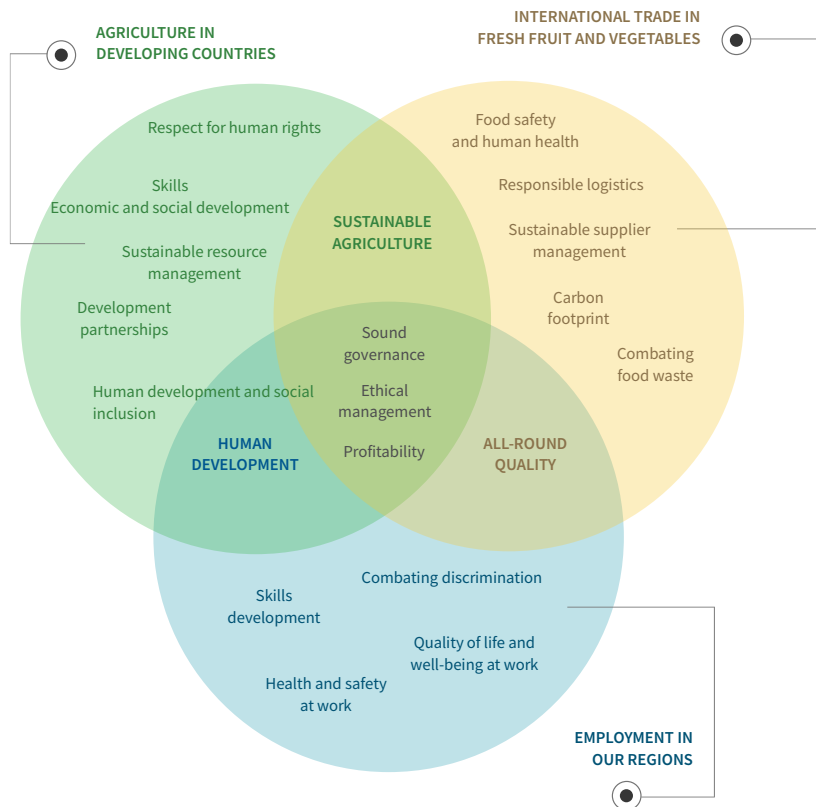 AGRICULTURE IN
DEVELOPING COUNTRIES
INTERNATIONAL TRADE IN
FRESH FRUIT AND VEGETABLES
Respect for human rights
Skills
Economic and social development
Sustainable resource
management
Development
partnerships
Human development and social
inclusion
SUSTAINABLE
AGRICULTURE
Food safety
and human health
Responsible logistics
Sustainable supplier
management
Carbon
footprint
Combating
food waste
Sound
governance
Ethical
management
Profitability
HUMAN
DEVELOPMENT
ALL-ROUND
QUALITY
Combating discrimination
Skills
development
Quality of life and
well-being at work
Health and safety
at work
EMPLOYMENT IN
OUR REGIONS